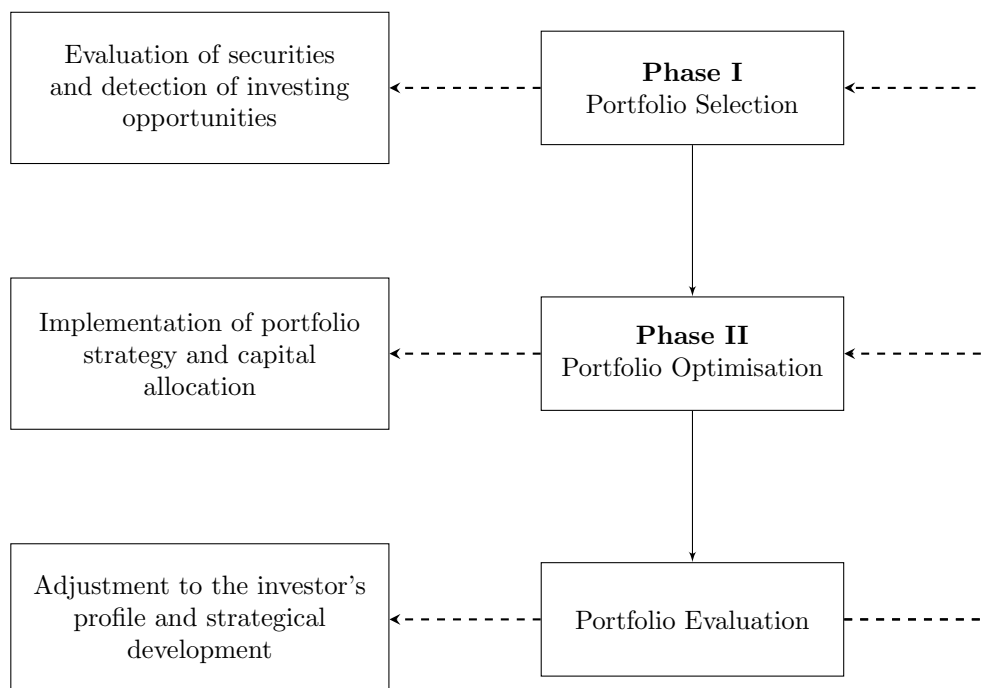 Evaluation of securities
and detection of investing
opportunities
Phase I
Portfolio Selection
Implementation of portfolio
strategy and capital
allocation
Phase II
Portfolio Optimisation
Adjustment to the investor's
profile and strategical
development
Portfolio Evaluation